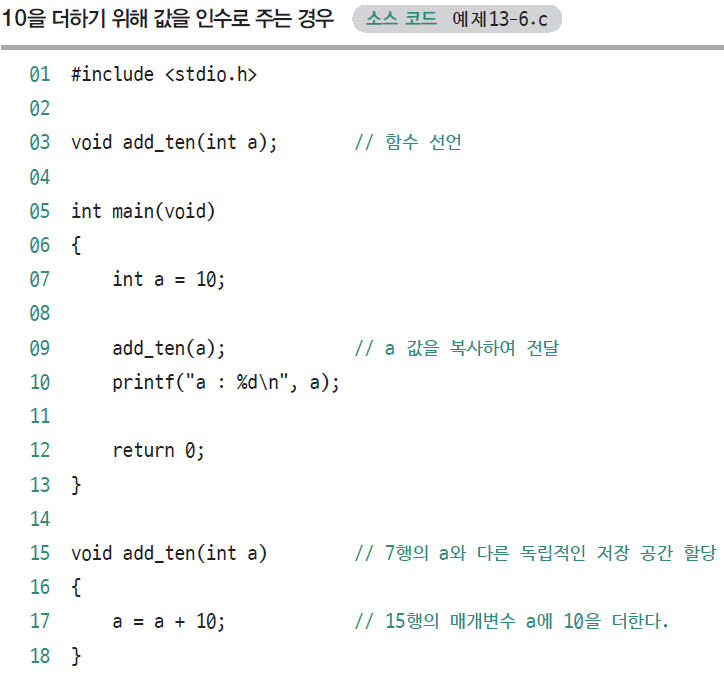 10을 더하기 위해 값을 인수로 주는 경우 소스 코드 예제13-6.c
01 #include <stdio.h>
02
03 void add_ten(int a); // 함수 선언
04
05 int main(void)
06 {
07     int a = 10;
08
09     add_ten(a); // a 값을 복사하여 전달
10     printf("a : %d\n", a);
11
12     return 0;
13 }
14
15 void add_ten(int a) // 7행의 a와 다른 독립적인 저장 공간 할당
16 {
17     a = a + 10; // 15행의 매개변수 a에 10을 더한다.
18 }